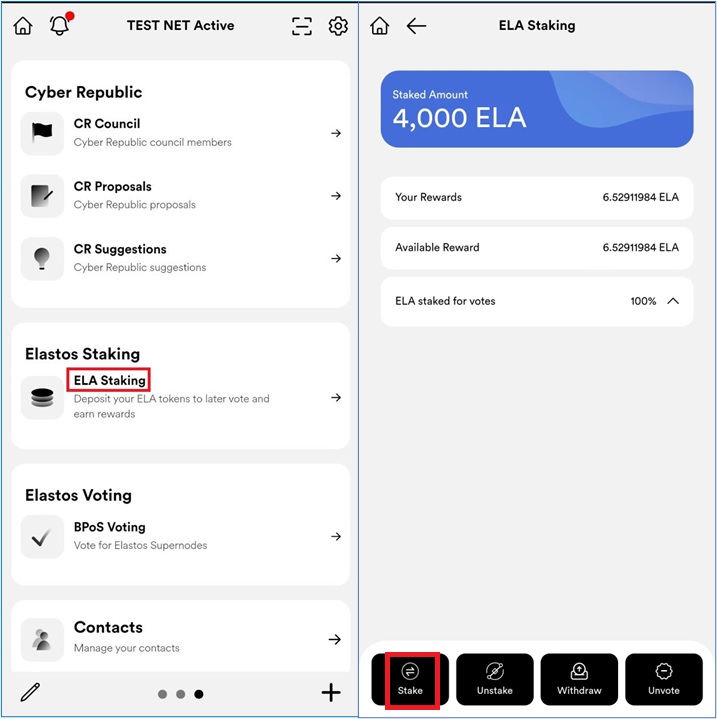 TEST NET Active
Cyber Republic
CR Council
Cyber Republic council members
CR Proposals
Cyber Republic proposals
CR Suggestions
Cyber Republic suggestions
Elastos Staking
ELA Staking
Deposit your ELA tokens to later vote and
earn rewards
Elastos Voting
BPoS Voting
Vote for Elastos Supernodes
Contacts
Manage your contacts
ELA Staking
Staked Amount
4,000 ELA
Your Rewards 6.52911984 ELA
Available Reward 6.52911984 ELA
ELA staked for votes 100%
Stake Unstake Withdraw Unvote